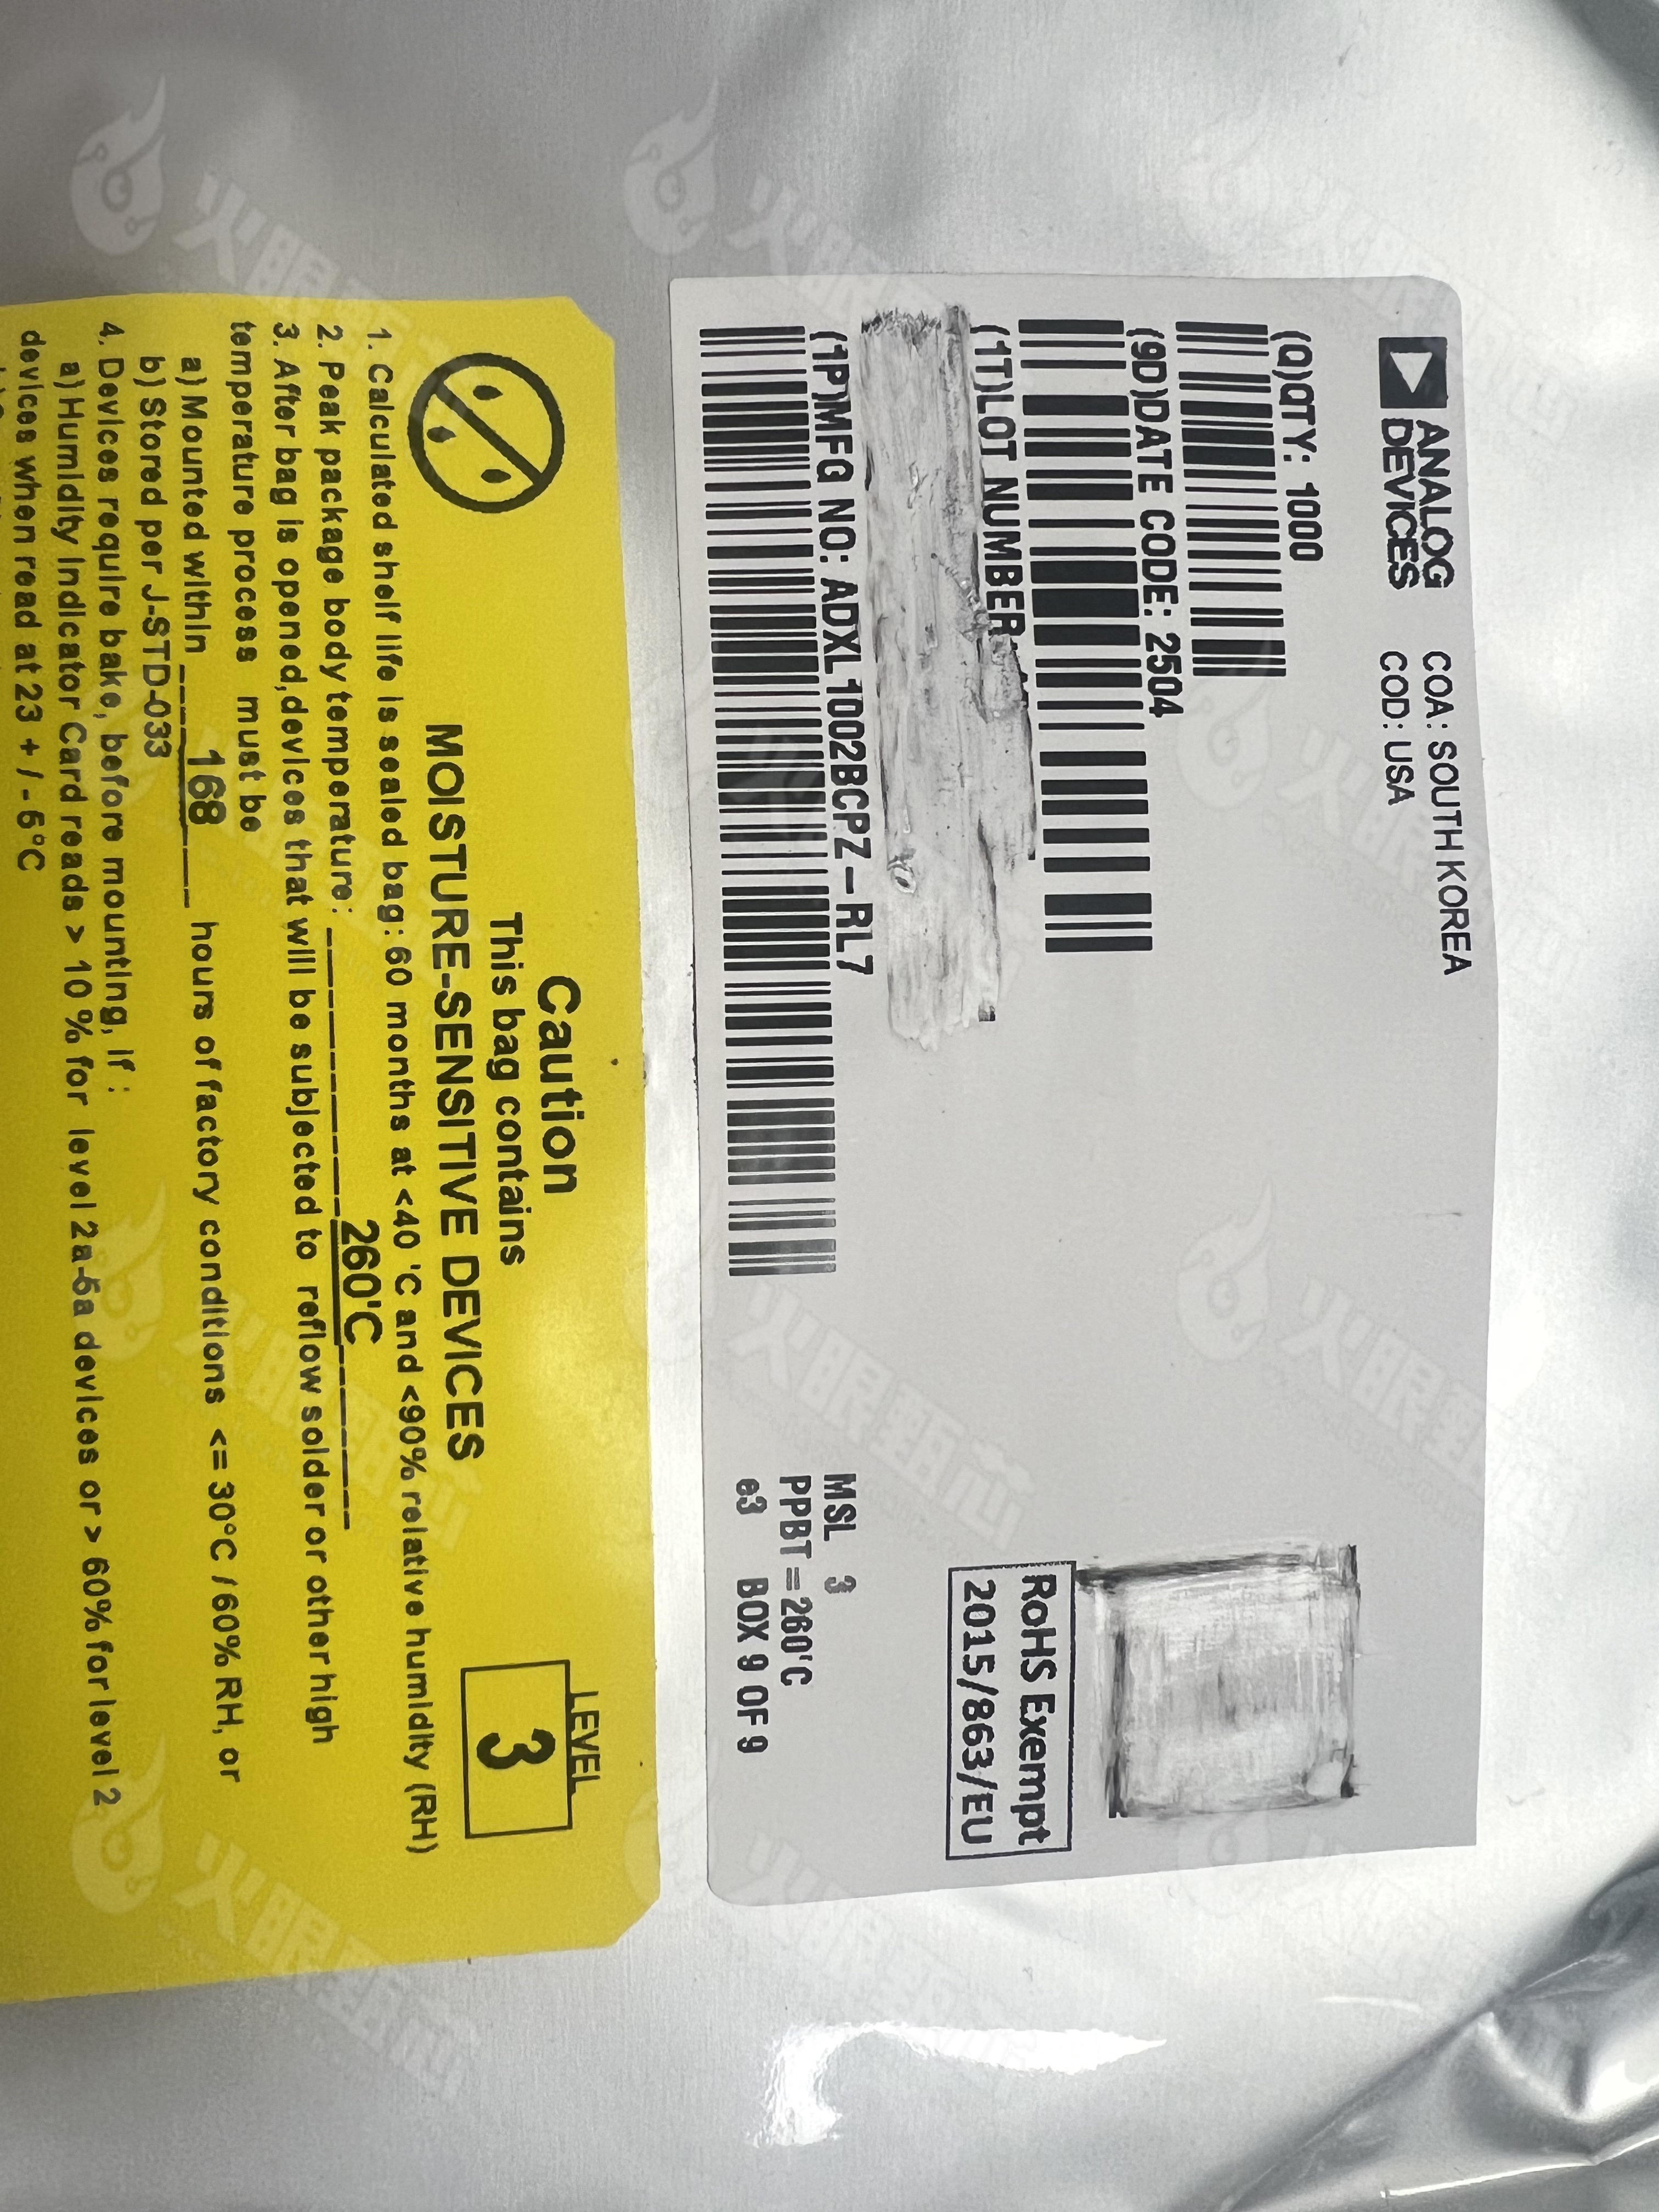 ANALOG
DEVICES
COA: SOUTH KOREA
COD: USA
(Q)QTY: 1000
(9D)DATE CODE: 2504
(1T)LOT NUMBER
(1P)MFG NO: ADXL1002BCPZ-RL7
RoHS Exempt
2015/863/EU
MSL 3
PPBT=260'C
e3 BOX 9 OF 9
LEVEL
3
Caution
This bag contains
MOISTURE-SENSITIVE DEVICES
1. Calculated shelf life is sealed bag: 60 months at <40 'C and <90% relative humidity (RH)
2. Peak package body temperature: 260'C
3. After bag is opened,devices that will be subjected to reflow solder or other high
temperature process must be
a) Mounted within 168 hours of factory conditions <= 30°C /60% RH, or
b) Stored per J-STD-033
4. Devices require bake, before mounting, if :
a) Humidity Indicator Card reads > 10 % for level 2a-5a devices or > 60% for level 2
devices when read at 23 + / - 5°C
火眼甄芯